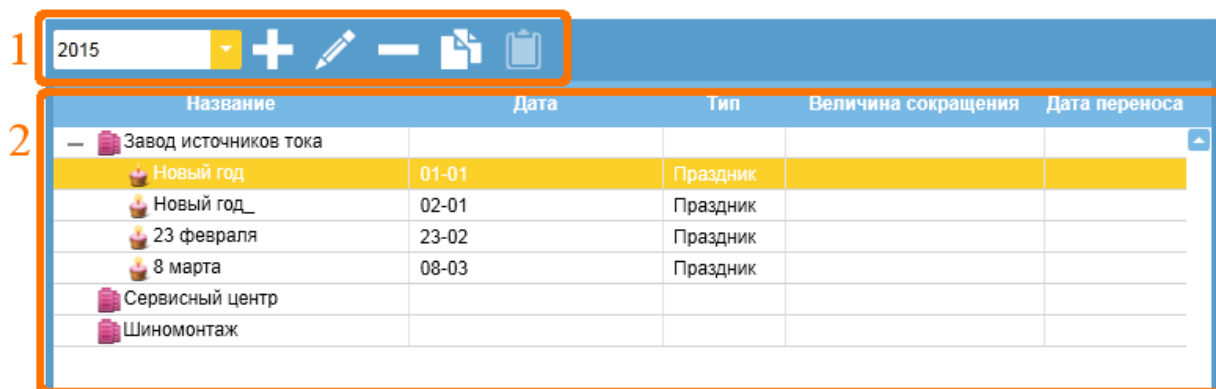 1
2015
2
Название Дата Тип Величина сокращения Дата переноса
Завод источников тока
Новый год 01-01 Праздник
Новый год_ 02-01 Праздник
23 февраля 23-02 Праздник
8 марта 08-03 Праздник
Сервисный центр
Шиномонтаж